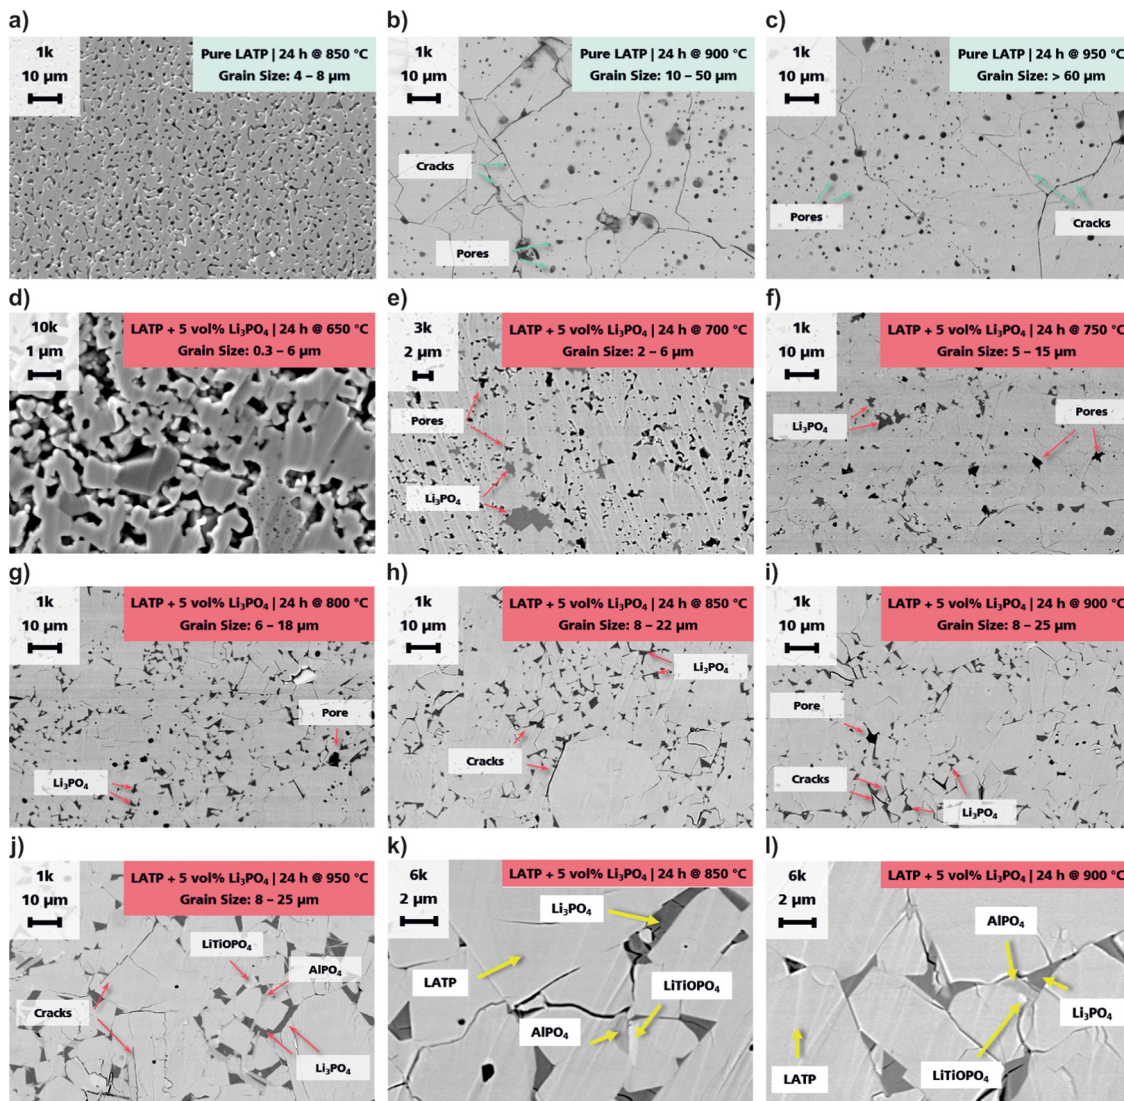 a)
1k
10 µm
Pure LATP | 24 h @ 850 °C
Grain Size: 4 – 8 µm
b)
1k
10 µm
Pure LATP | 24 h @ 900 °C
Grain Size: 10 – 50 µm
Cracks
Pores
c)
1k
10 µm
Pure LATP | 24 h @ 950 °C
Grain Size: > 60 µm
Pores
Cracks
d)
10k
1 µm
LATP + 5 vol% Li₃PO₄ | 24 h @ 650 °C
Grain Size: 0.3 – 6 µm
e)
3k
2 µm
LATP + 5 vol% Li₃PO₄ | 24 h @ 700 °C
Grain Size: 2 – 6 µm
Pores
Li₃PO₄
f)
1k
10 µm
LATP + 5 vol% Li₃PO₄ | 24 h @ 750 °C
Grain Size: 5 – 15 µm
Li₃PO₄
Pores
g)
1k
10 µm
LATP + 5 vol% Li₃PO₄ | 24 h @ 800 °C
Grain Size: 6 – 18 µm
Pore
Li₃PO₄
h)
1k
10 µm
LATP + 5 vol% Li₃PO₄ | 24 h @ 850 °C
Grain Size: 8 – 22 µm
Li₃PO₄
Cracks
i)
1k
10 µm
LATP + 5 vol% Li₃PO₄ | 24 h @ 900 °C
Grain Size: 8 – 25 µm
Pore
Cracks
Li₃PO₄
j)
1k
10 µm
LATP + 5 vol% Li₃PO₄ | 24 h @ 950 °C
Grain Size: 8 – 25 µm
LiTiOPO₄
AlPO₄
Cracks
Li₃PO₄
k)
6k
2 µm
LATP + 5 vol% Li₃PO₄ | 24 h @ 850 °C
Li₃PO₄
LATP
LiTiOPO₄
AlPO₄
l)
6k
2 µm
LATP + 5 vol% Li₃PO₄ | 24 h @ 900 °C
AlPO₄
Li₃PO₄
LATP
LiTiOPO₄